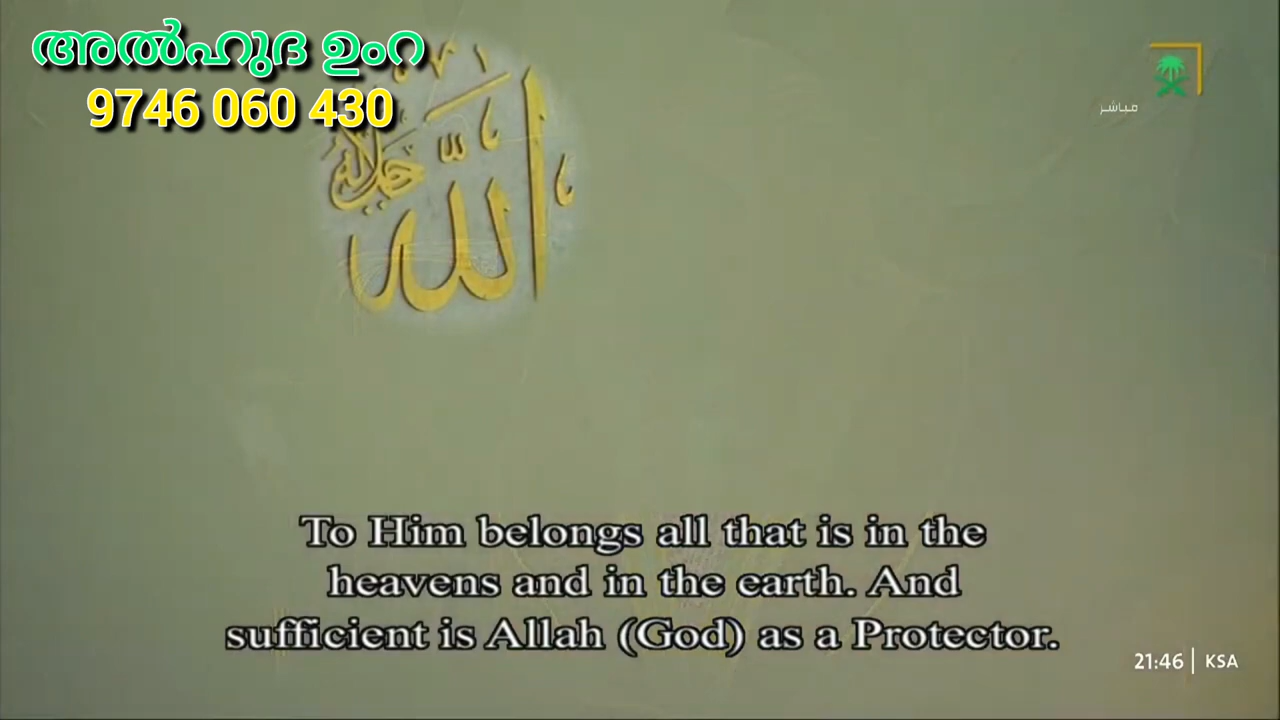 അൽഹുദ ഉംറ
9746 060 430
مباشر
الله
جل جلاله
To Him belongs all that is in the
heavens and in the earth. And
sufficient is Allah (God) as a Protector.
21:46 | KSA